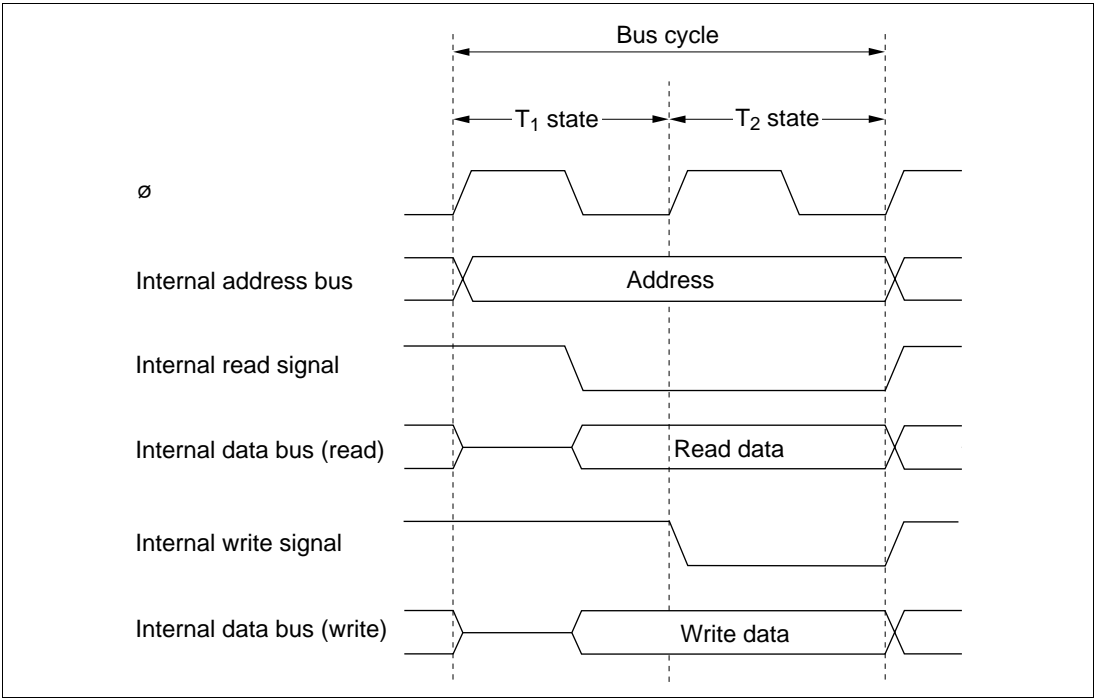 Bus cycle
T₁ state
T₂ state
ø
Internal address bus
Address
Internal read signal
Internal data bus (read)
Read data
Internal write signal
Internal data bus (write)
Write data